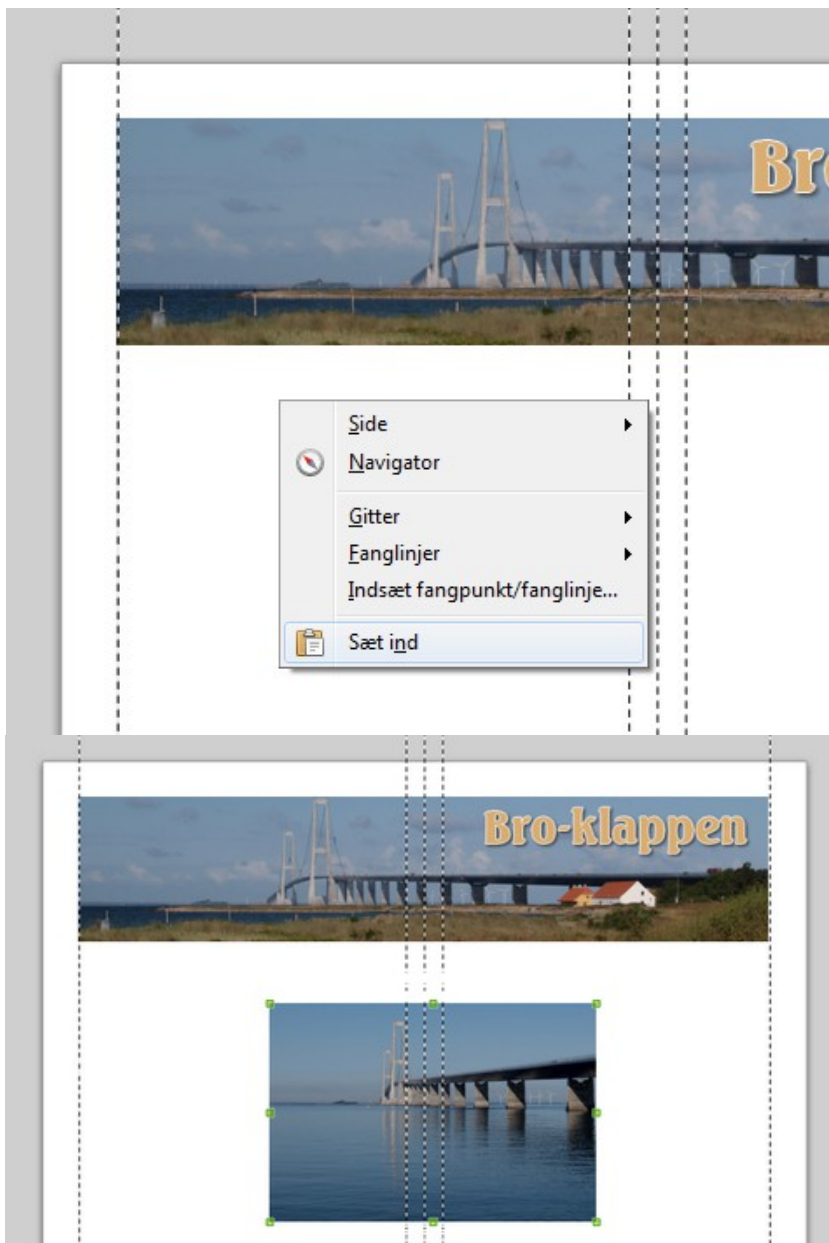 Bro
Side
Navigator
Gitter
Fanglinjer
Indsæt fangpunkt/fanglinje...
Sæt ind
Bro-klappen